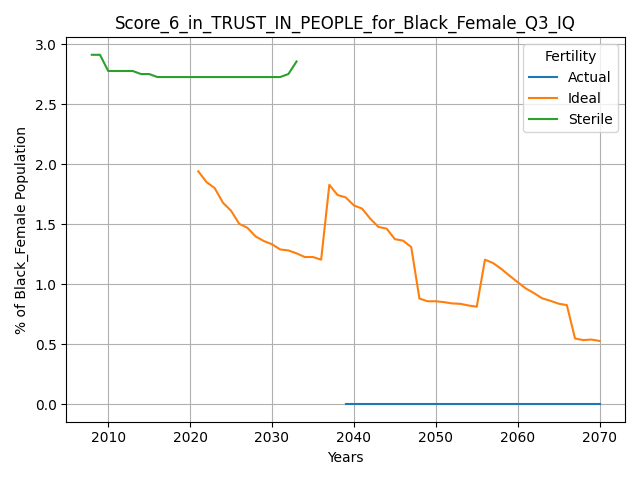 Score_6_in_TRUST_IN_PEOPLE_for_Black_Female_Q3_IQ
3.0
2.5
2.0
1.5
1.0
0.5
0.0
% of Black_Female Population
Fertility
Actual
Ideal
Sterile
2010
2020
2030
2040
2050
2060
2070
Years